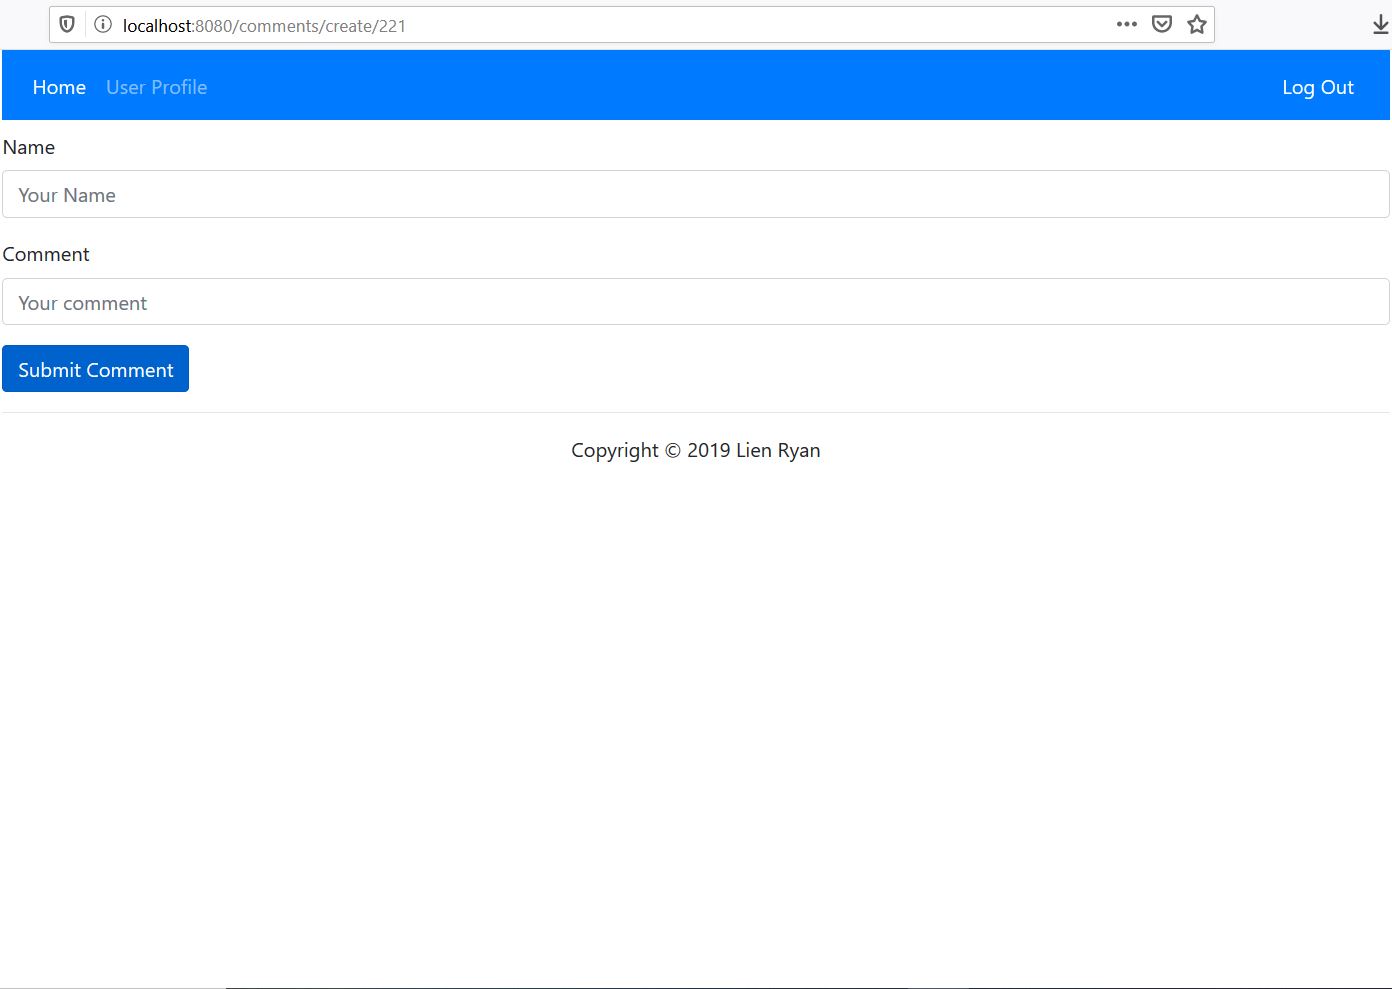 localhost:8080/comments/create/221
Home User Profile Log Out
Name
Your Name
Comment
Your comment
Submit Comment
Copyright © 2019 Lien Ryan